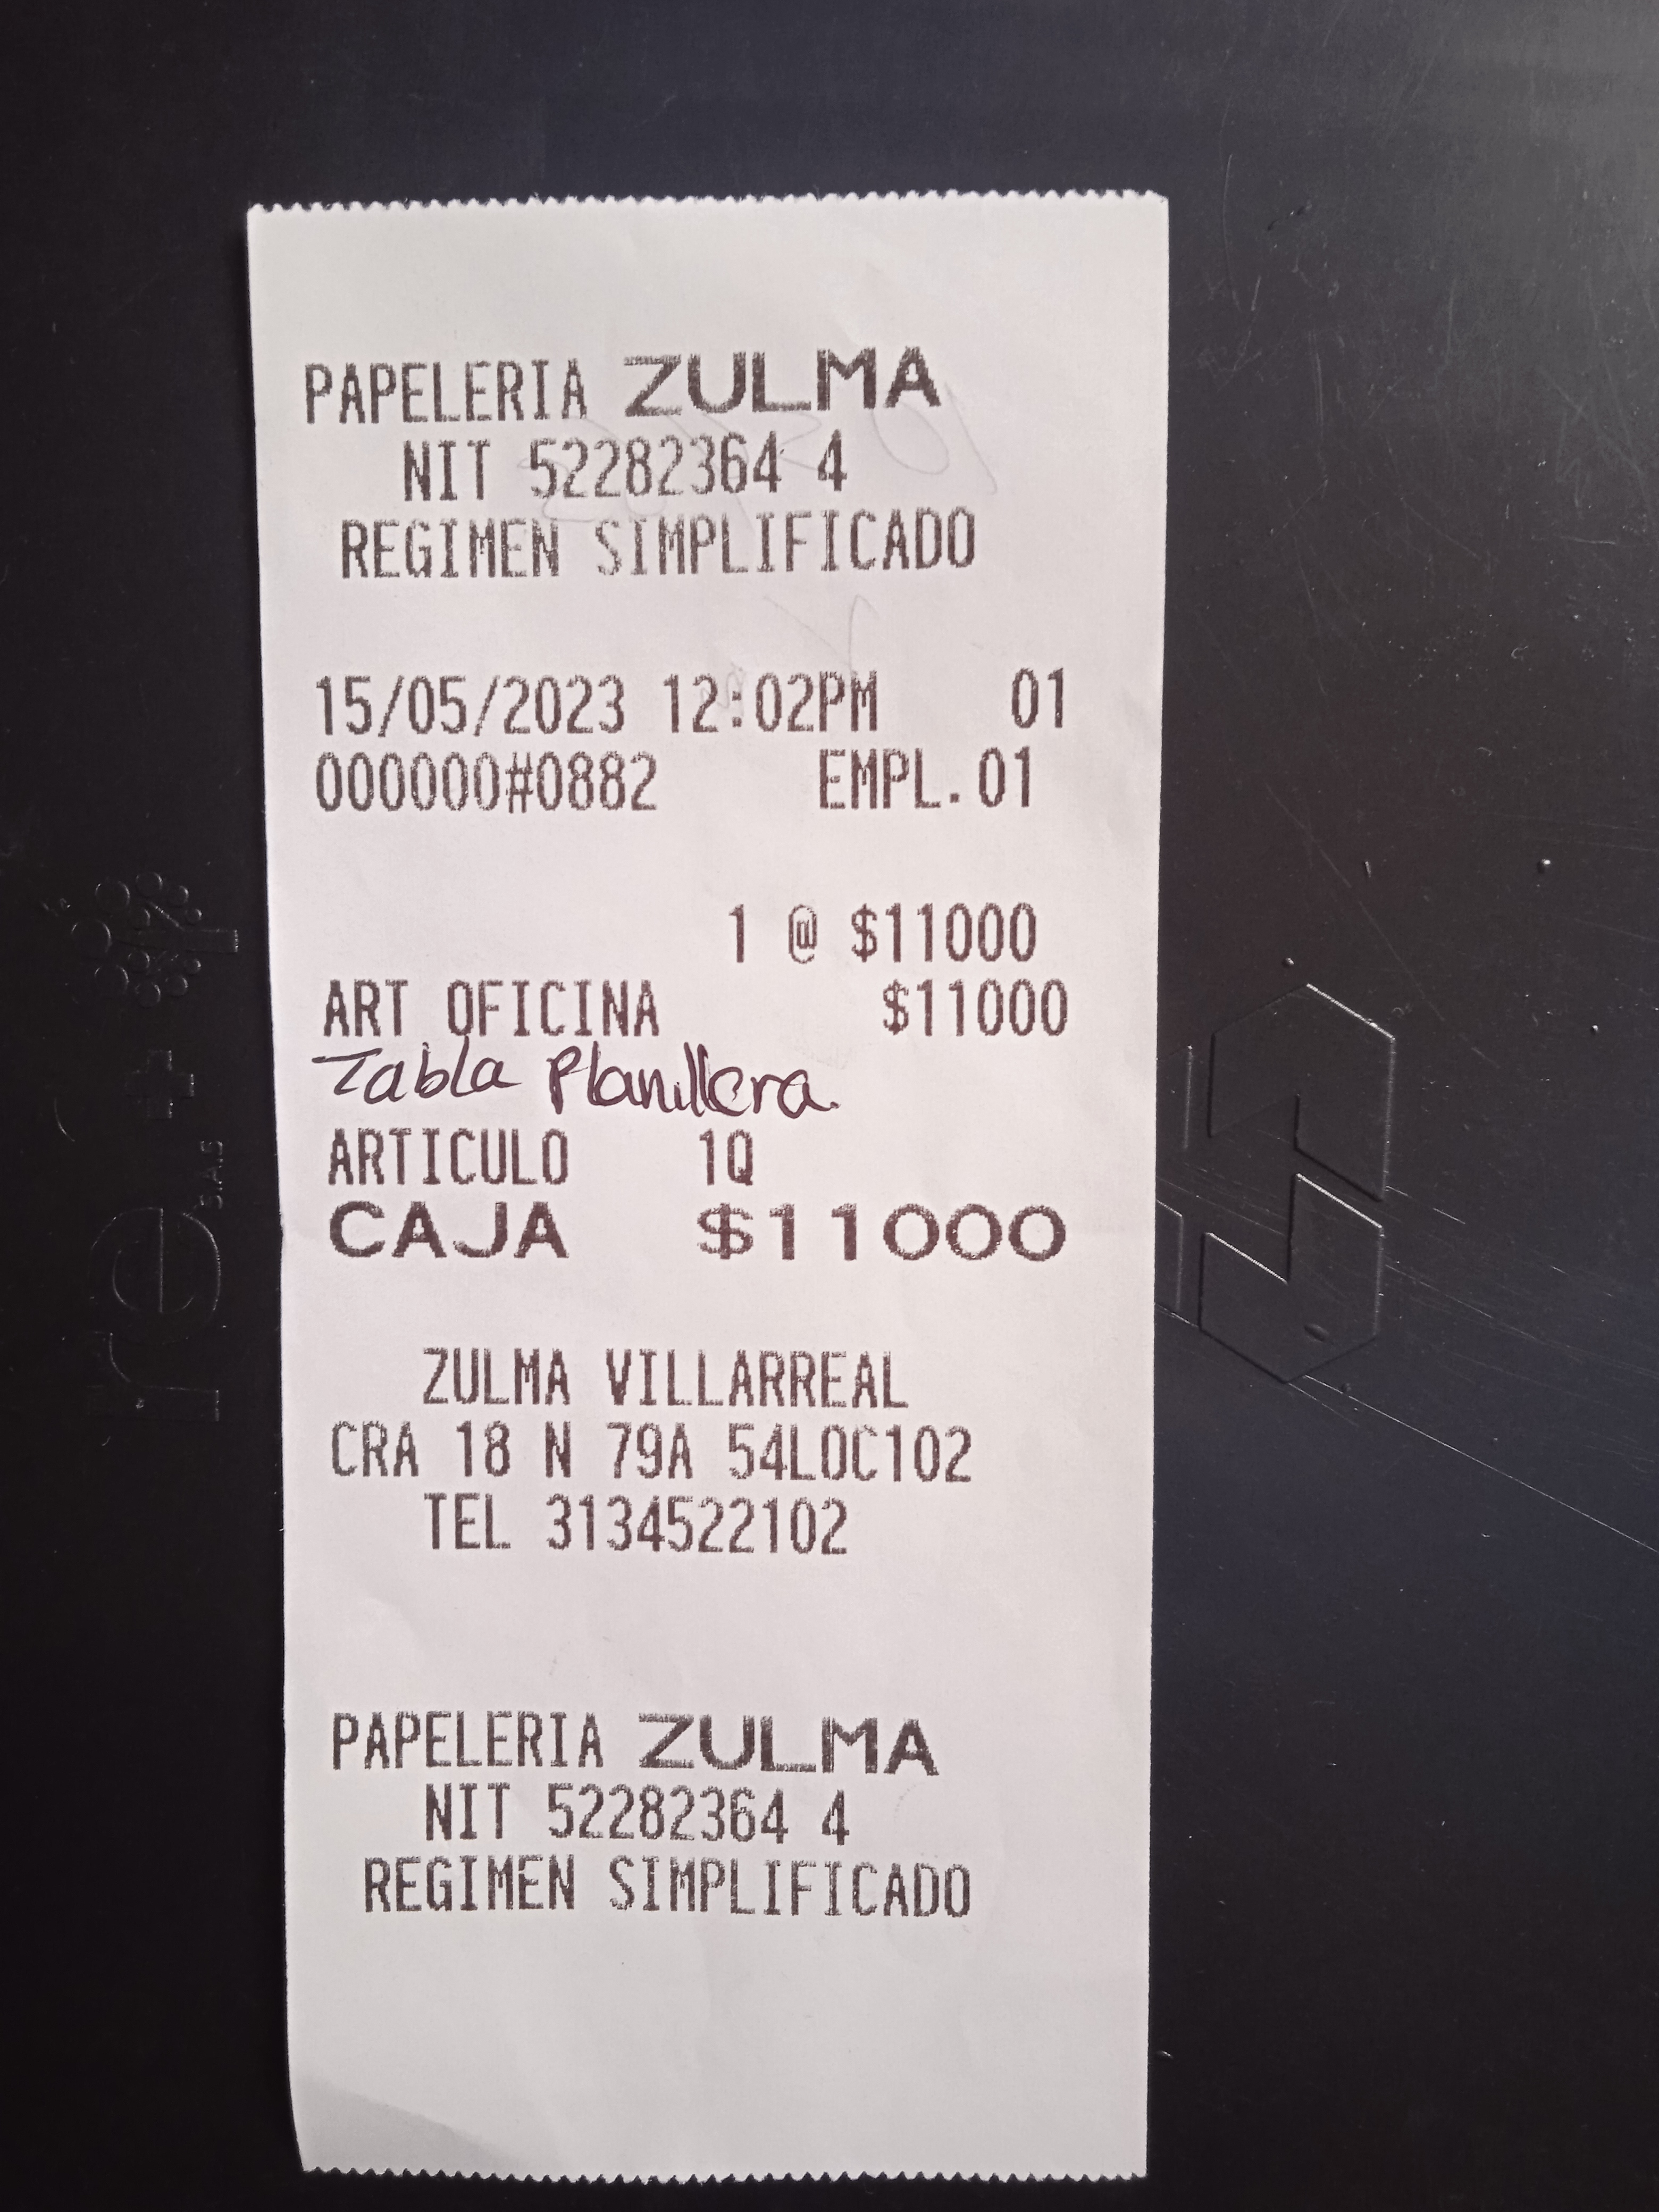 PAPELERIA ZULMA
NIT 52282364 4
REGIMEN SIMPLIFICADO
15/05/2023 12:02PM 01
000000#0882 EMPL.01
1 @ $11000
ART OFICINA $11000
Tabla Planillera.
ARTICULO 1Q
CAJA $11000
ZULMA VILLARREAL
CRA 18 N 79A 54LOC102
TEL 3134522102
PAPELERIA ZULMA
NIT 52282364 4
REGIMEN SIMPLIFICADO
re+
S.A.S